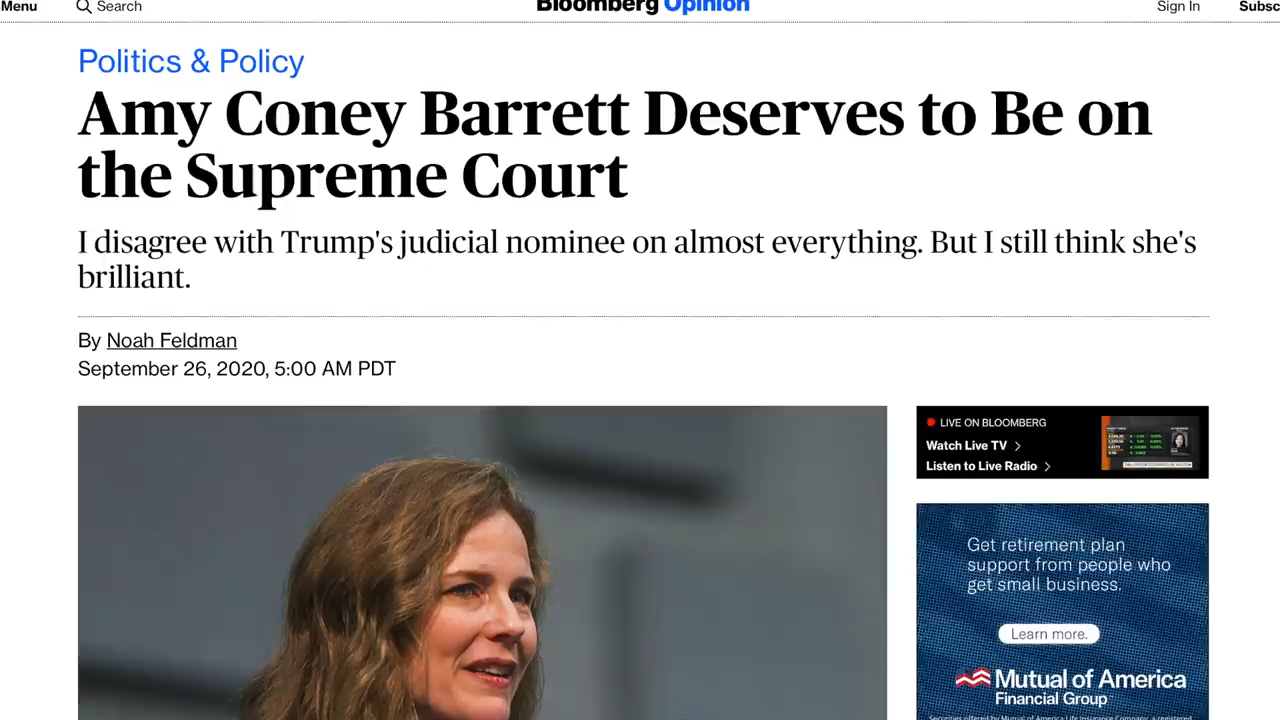 Menu
Search
Bloomberg Opinion
Sign In
Subsc
Politics & Policy
Amy Coney Barrett Deserves to Be on
the Supreme Court
I disagree with Trump's judicial nominee on almost everything. But I still think she's
brilliant.
By Noah Feldman
September 26, 2020, 5:00 AM PDT
LIVE ON BLOOMBERG
Watch Live TV
Listen to Live Radio
Get retirement plan
support from people who
get small business.
Learn more.
Mutual of America
Financial Group